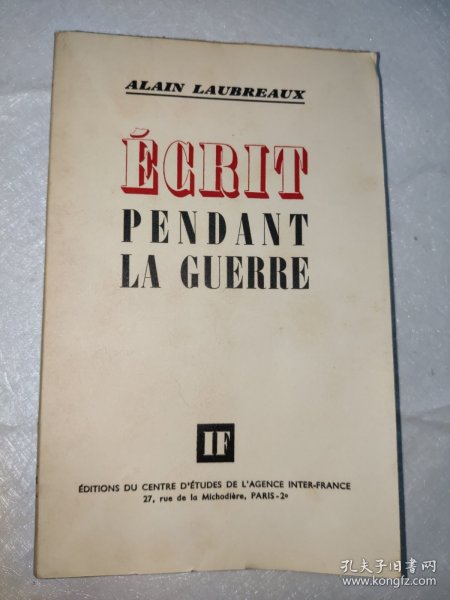 ALAIN LAUBREAUX
ÉCRIT
PENDANT
LA GUERRE
IF
ÉDITIONS DU CENTRE D'ÉTUDES DE L'AGENCE INTER-FRANCE
27, rue de la Michodière, PARIS-2e
孔夫子旧书网
www.kongfz.com